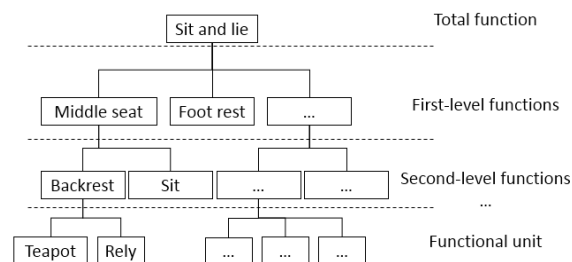 Total function
Sit and lie
Middle seat Foot rest ... First-level functions
Backrest Sit ... ... Second-level functions
...
Teapot Rely ... ... ... Functional unit